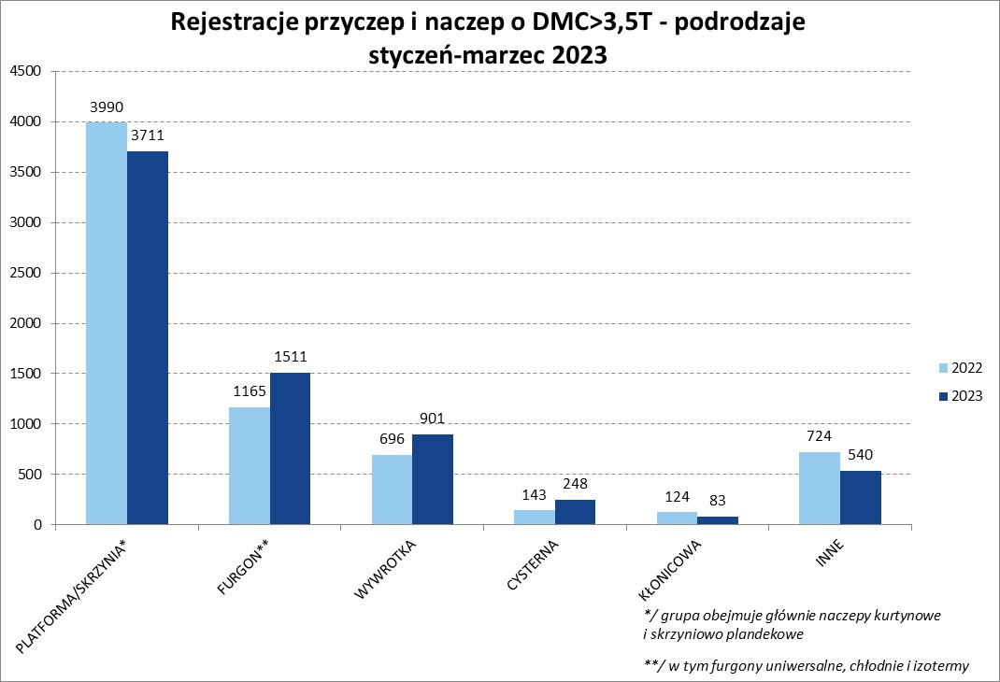 Rejestracje przyczep i naczep o DMC>3,5T - podrodzaje
styczeń-marzec 2023
4500
4000
3500
3000
2500
2000
1500
1000
500
0
3990
3711
1165
1511
696
901
143
248
124
83
724
540
2022
2023
PLATFORMA/SKRZYNIA*
FURGON**
WYWROTKA
CYSTERNA
KŁONICOWA
INNE
*/ grupa obejmuje głównie naczepy kurtynowe
i skrzyniowo plandekowe
**/ w tym furgony uniwersalne, chłodnie i izotermy